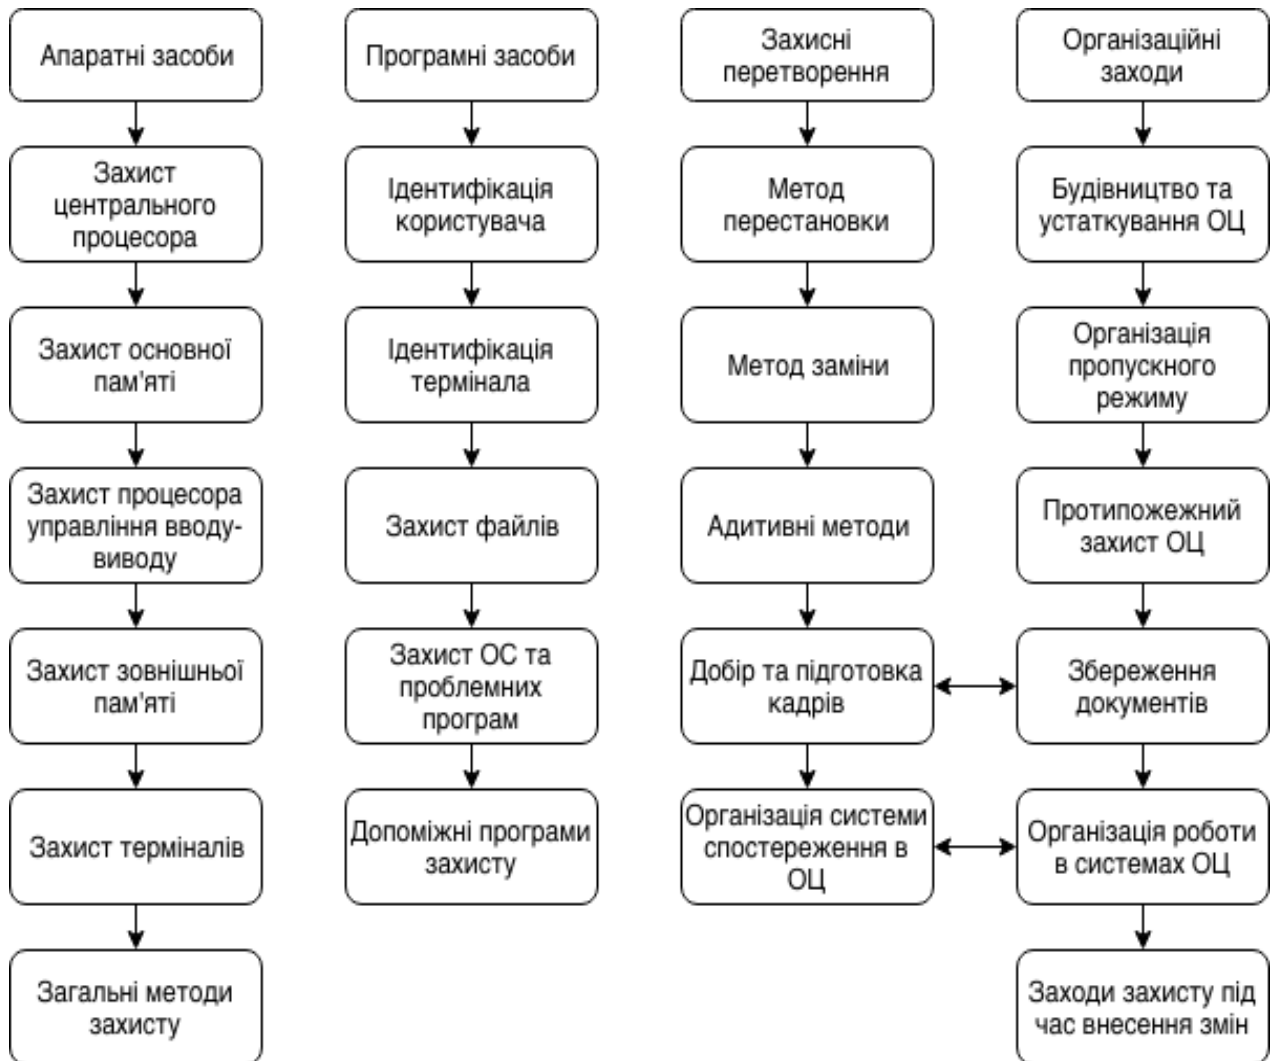 Апаратні засоби
Програмні засоби
Захисні
перетворення
Організаційні
заходи
Захист
центрального
процесора
Ідентифікація
користувача
Метод
перестановки
Будівництво та
устаткування ОЦ
Захист основної
пам'яті
Ідентифікація
термінала
Метод заміни
Організація
пропускного
режиму
Захист процесора
управління вводу-
виводу
Захист файлів
Адитивні методи
Протипожежний
захист ОЦ
Захист зовнішньої
пам'яті
Захист ОС та
проблемних
програм
Добір та підготовка
кадрів
Збереження
документів
Захист терміналів
Допоміжні програми
захисту
Організація системи
спостереження в
ОЦ
Організація роботи
в системах ОЦ
Загальні методи
захисту
Заходи захисту під
час внесення змін